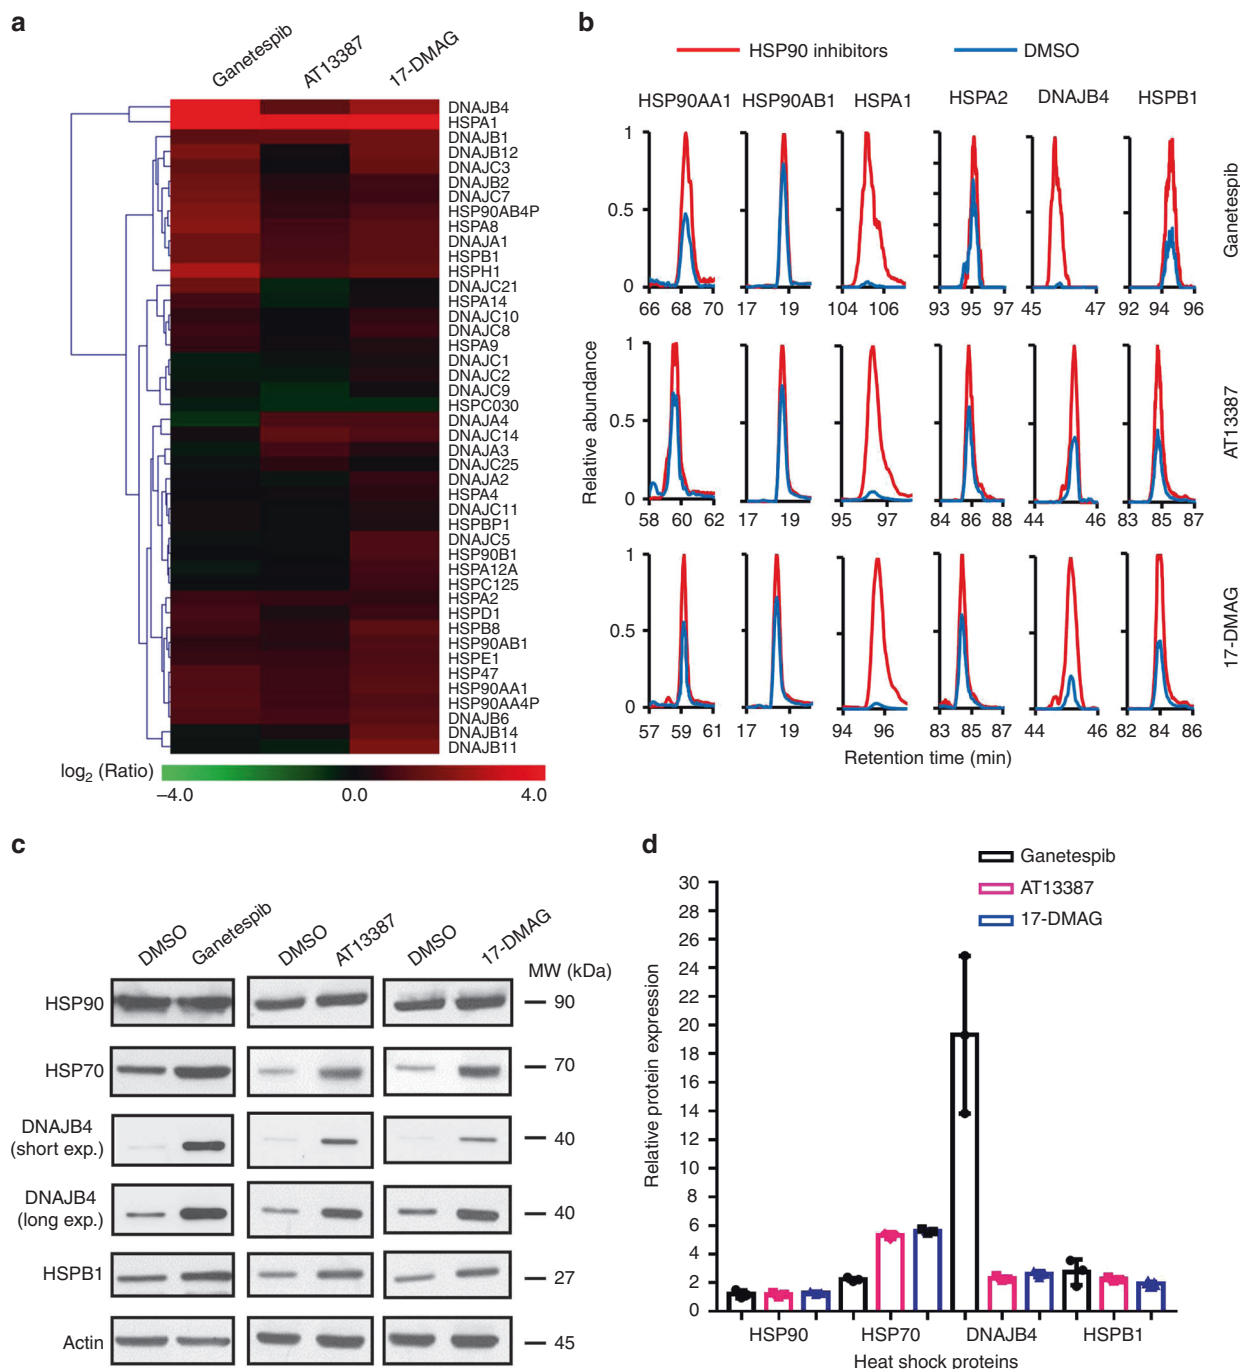 a
Ganetespib
AT13387
17-DMAG
DNAJB4
HSPA1
DNAJB1
DNAJB12
DNAJC3
DNAJB2
DNAJC7
HSP90AB4P
HSPA8
DNAJA1
HSPB1
HSPH1
DNAJC21
HSPA14
DNAJC10
DNAJC8
HSPA9
DNAJC1
DNAJC2
DNAJC9
HSPC030
DNAJA4
DNAJC14
DNAJA3
DNAJC25
DNAJA2
HSPA4
DNAJC11
HSPBP1
DNAJC5
HSP90B1
HSPA12A
HSPC125
HSPA2
HSPD1
HSPB8
HSP90AB1
HSPE1
HSP47
HSP90AA1
HSP90AA4P
DNAJB6
DNAJB14
DNAJB11
log2 (Ratio)
–4.0 0.0 4.0
b
HSP90 inhibitors DMSO
HSP90AA1 HSP90AB1 HSPA1 HSPA2 DNAJB4 HSPB1
1
0.5
0
66 68 70 17 19 104 106 93 95 97 45 47 92 94 96
Ganetespib
1
0.5
0
58 60 62 17 19 95 97 84 86 88 44 46 83 85 87
AT13387
1
0.5
0
57 59 61 17 19 94 96 83 85 87 44 46 82 84 86
17-DMAG
Relative abundance
Retention time (min)
c
DMSO Ganetespib DMSO AT13387 DMSO 17-DMAG
MW (kDa)
HSP90 90
HSP70 70
DNAJB4
(short exp.) 40
DNAJB4
(long exp.) 40
HSPB1 27
Actin 45
d
Ganetespib
AT13387
17-DMAG
Relative protein expression
30
28
26
24
22
20
18
16
14
12
10
8
6
4
2
0
HSP90 HSP70 DNAJB4 HSPB1
Heat shock proteins